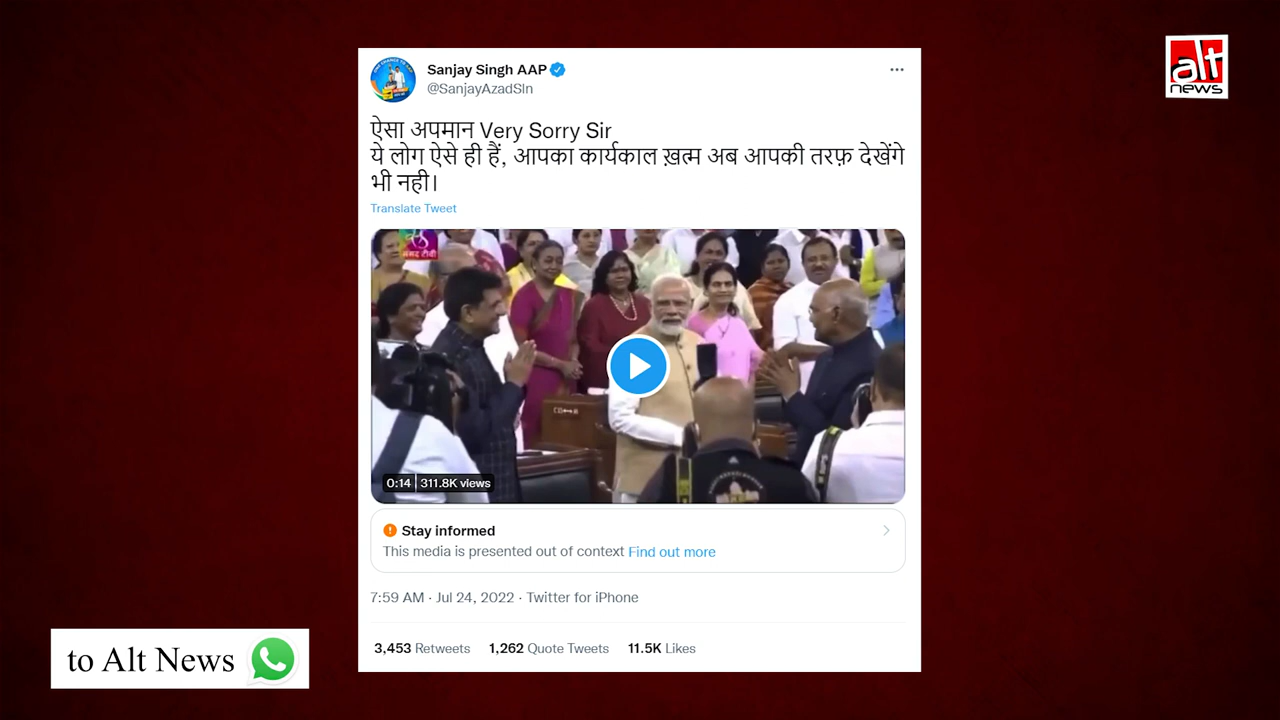 alt
news
Sanjay Singh AAP
@SanjayAzadSln
ऐसा अपमान Very Sorry Sir
ये लोग ऐसे ही हैं, आपका कार्यकाल ख़त्म अब आपकी तरफ़ देखेंगे
भी नही।
Translate Tweet
संसद टीवी
0:14 311.8K views
Stay informed
This media is presented out of context Find out more
7:59 AM · Jul 24, 2022 · Twitter for iPhone
3,453 Retweets 1,262 Quote Tweets 11.5K Likes
to Alt News